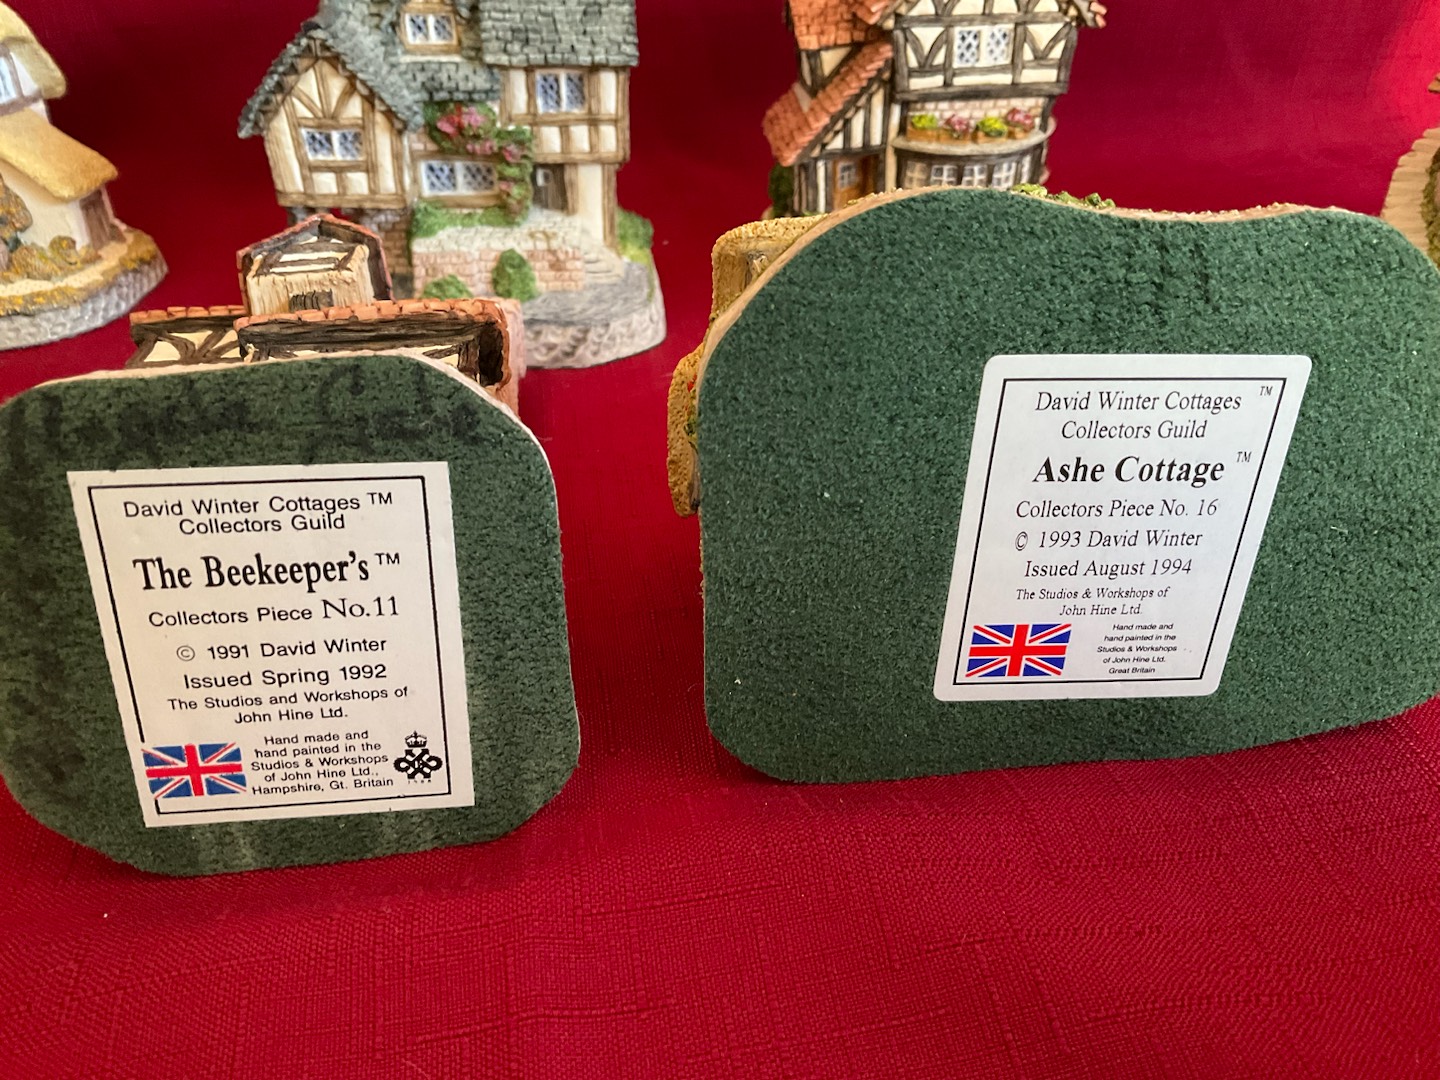 David Winter Cottages ™
Collectors Guild
The Beekeeper's ™
Collectors Piece No.11
© 1991 David Winter
Issued Spring 1992
The Studios and Workshops of
John Hine Ltd.
Hand made and
hand painted in the
Studios & Workshops
of John Hine Ltd.,
Hampshire, Gt. Britain
David Winter Cottages ™
Collectors Guild
Ashe Cottage ™
Collectors Piece No. 16
© 1993 David Winter
Issued August 1994
The Studios & Workshops of
John Hine Ltd.
Hand made and
hand painted in the
Studios & Workshops
of John Hine Ltd.
Great Britain